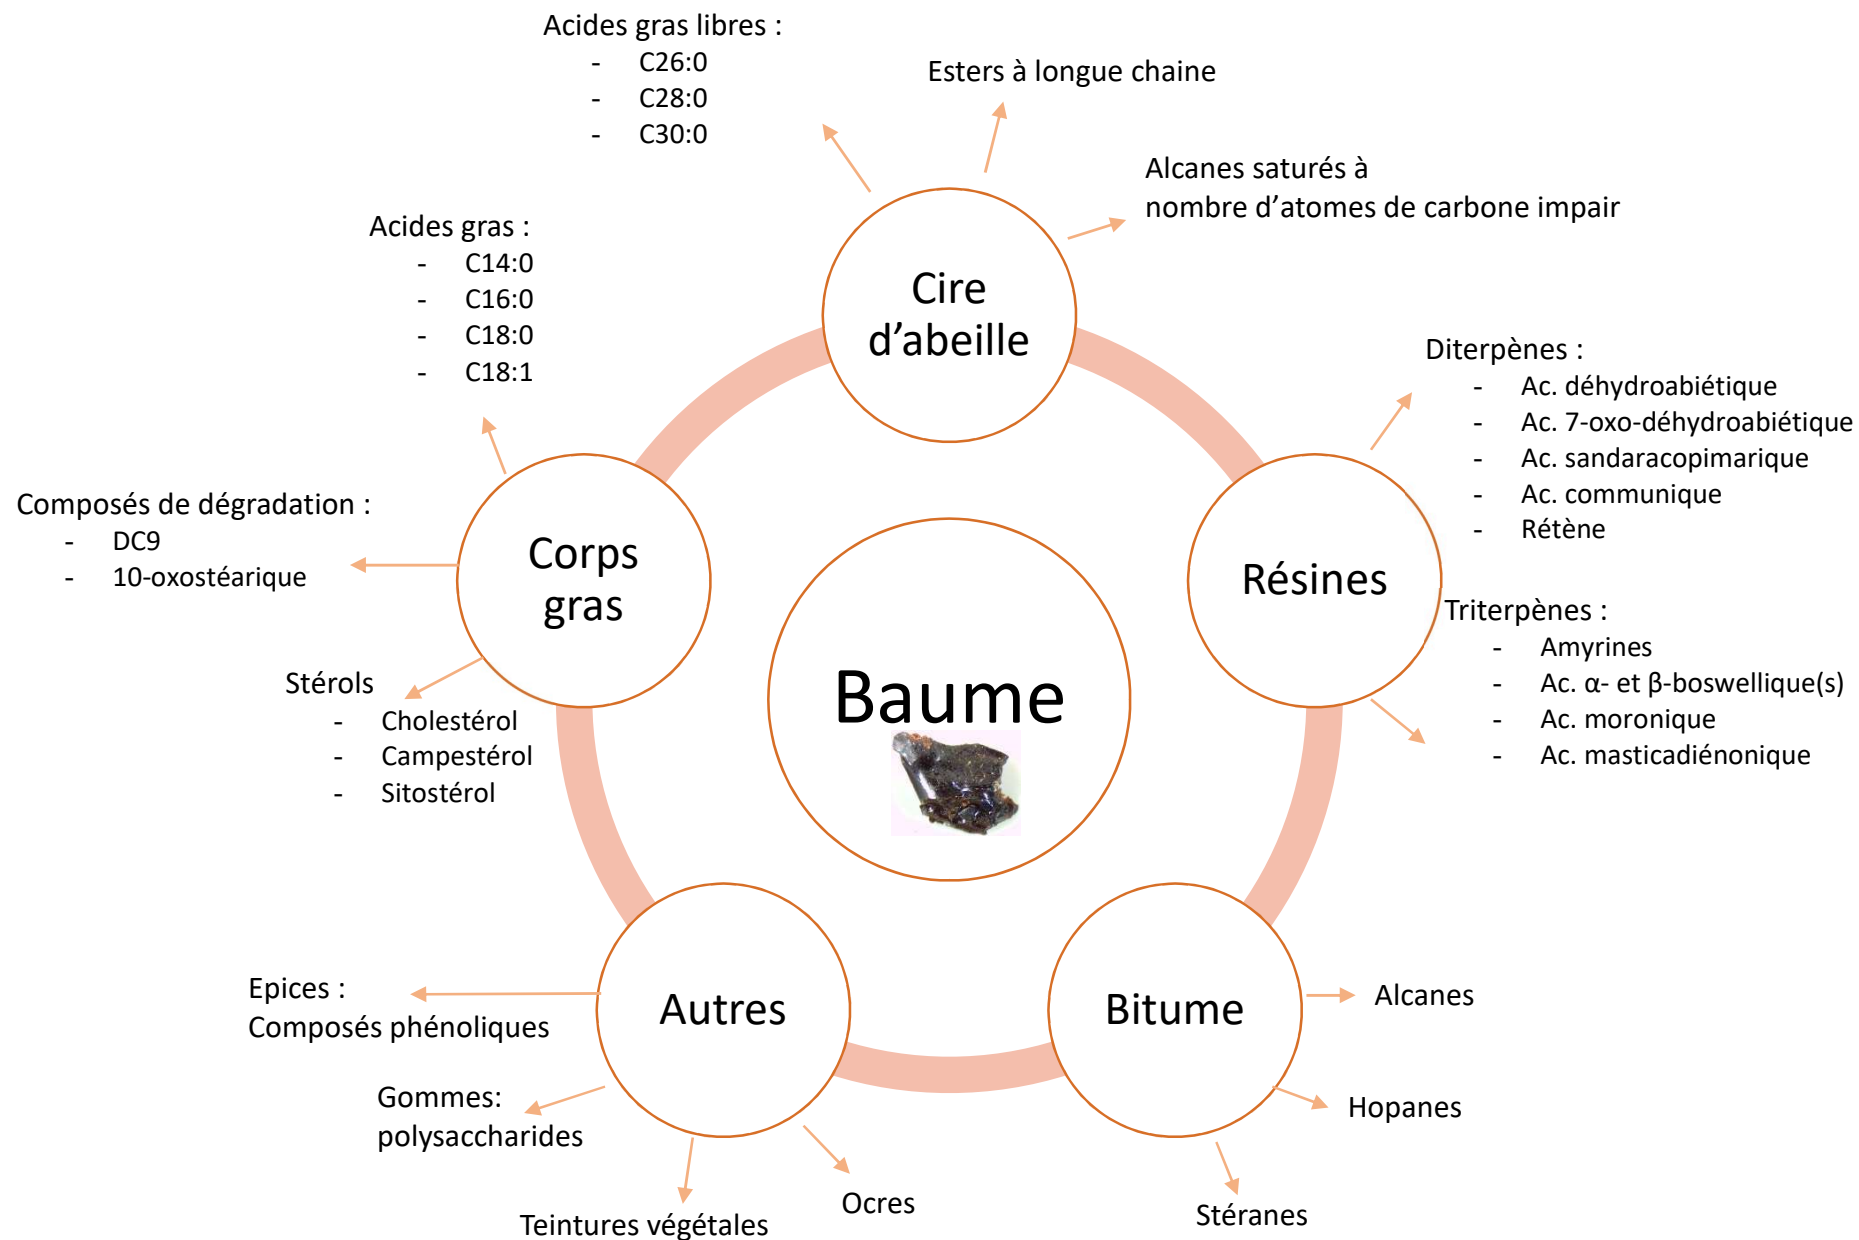 Acides gras libres :
- C26:0
- C28:0
- C30:0
Esters à longue chaine
Alcanes saturés à
nombre d’atomes de carbone impair
Cire
d’abeille
Acides gras :
- C14:0
- C16:0
- C18:0
- C18:1
Composés de dégradation :
- DC9
- 10-oxostéarique
Stérols
- Cholestérol
- Campestérol
- Sitostérol
Corps
gras
Diterpènes :
- Ac. déhydroabiétique
- Ac. 7-oxo-déhydroabiétique
- Ac. sandaracopimarique
- Ac. communique
- Rétène
Résines
Triterpènes :
- Amyrines
- Ac. α- et β-boswellique(s)
- Ac. moronique
- Ac. masticadiénonique
Baume
Epices :
Composés phénoliques
Gommes:
polysaccharides
Teintures végétales
Ocres
Autres
Bitume
Alcanes
Hopanes
Stéranes